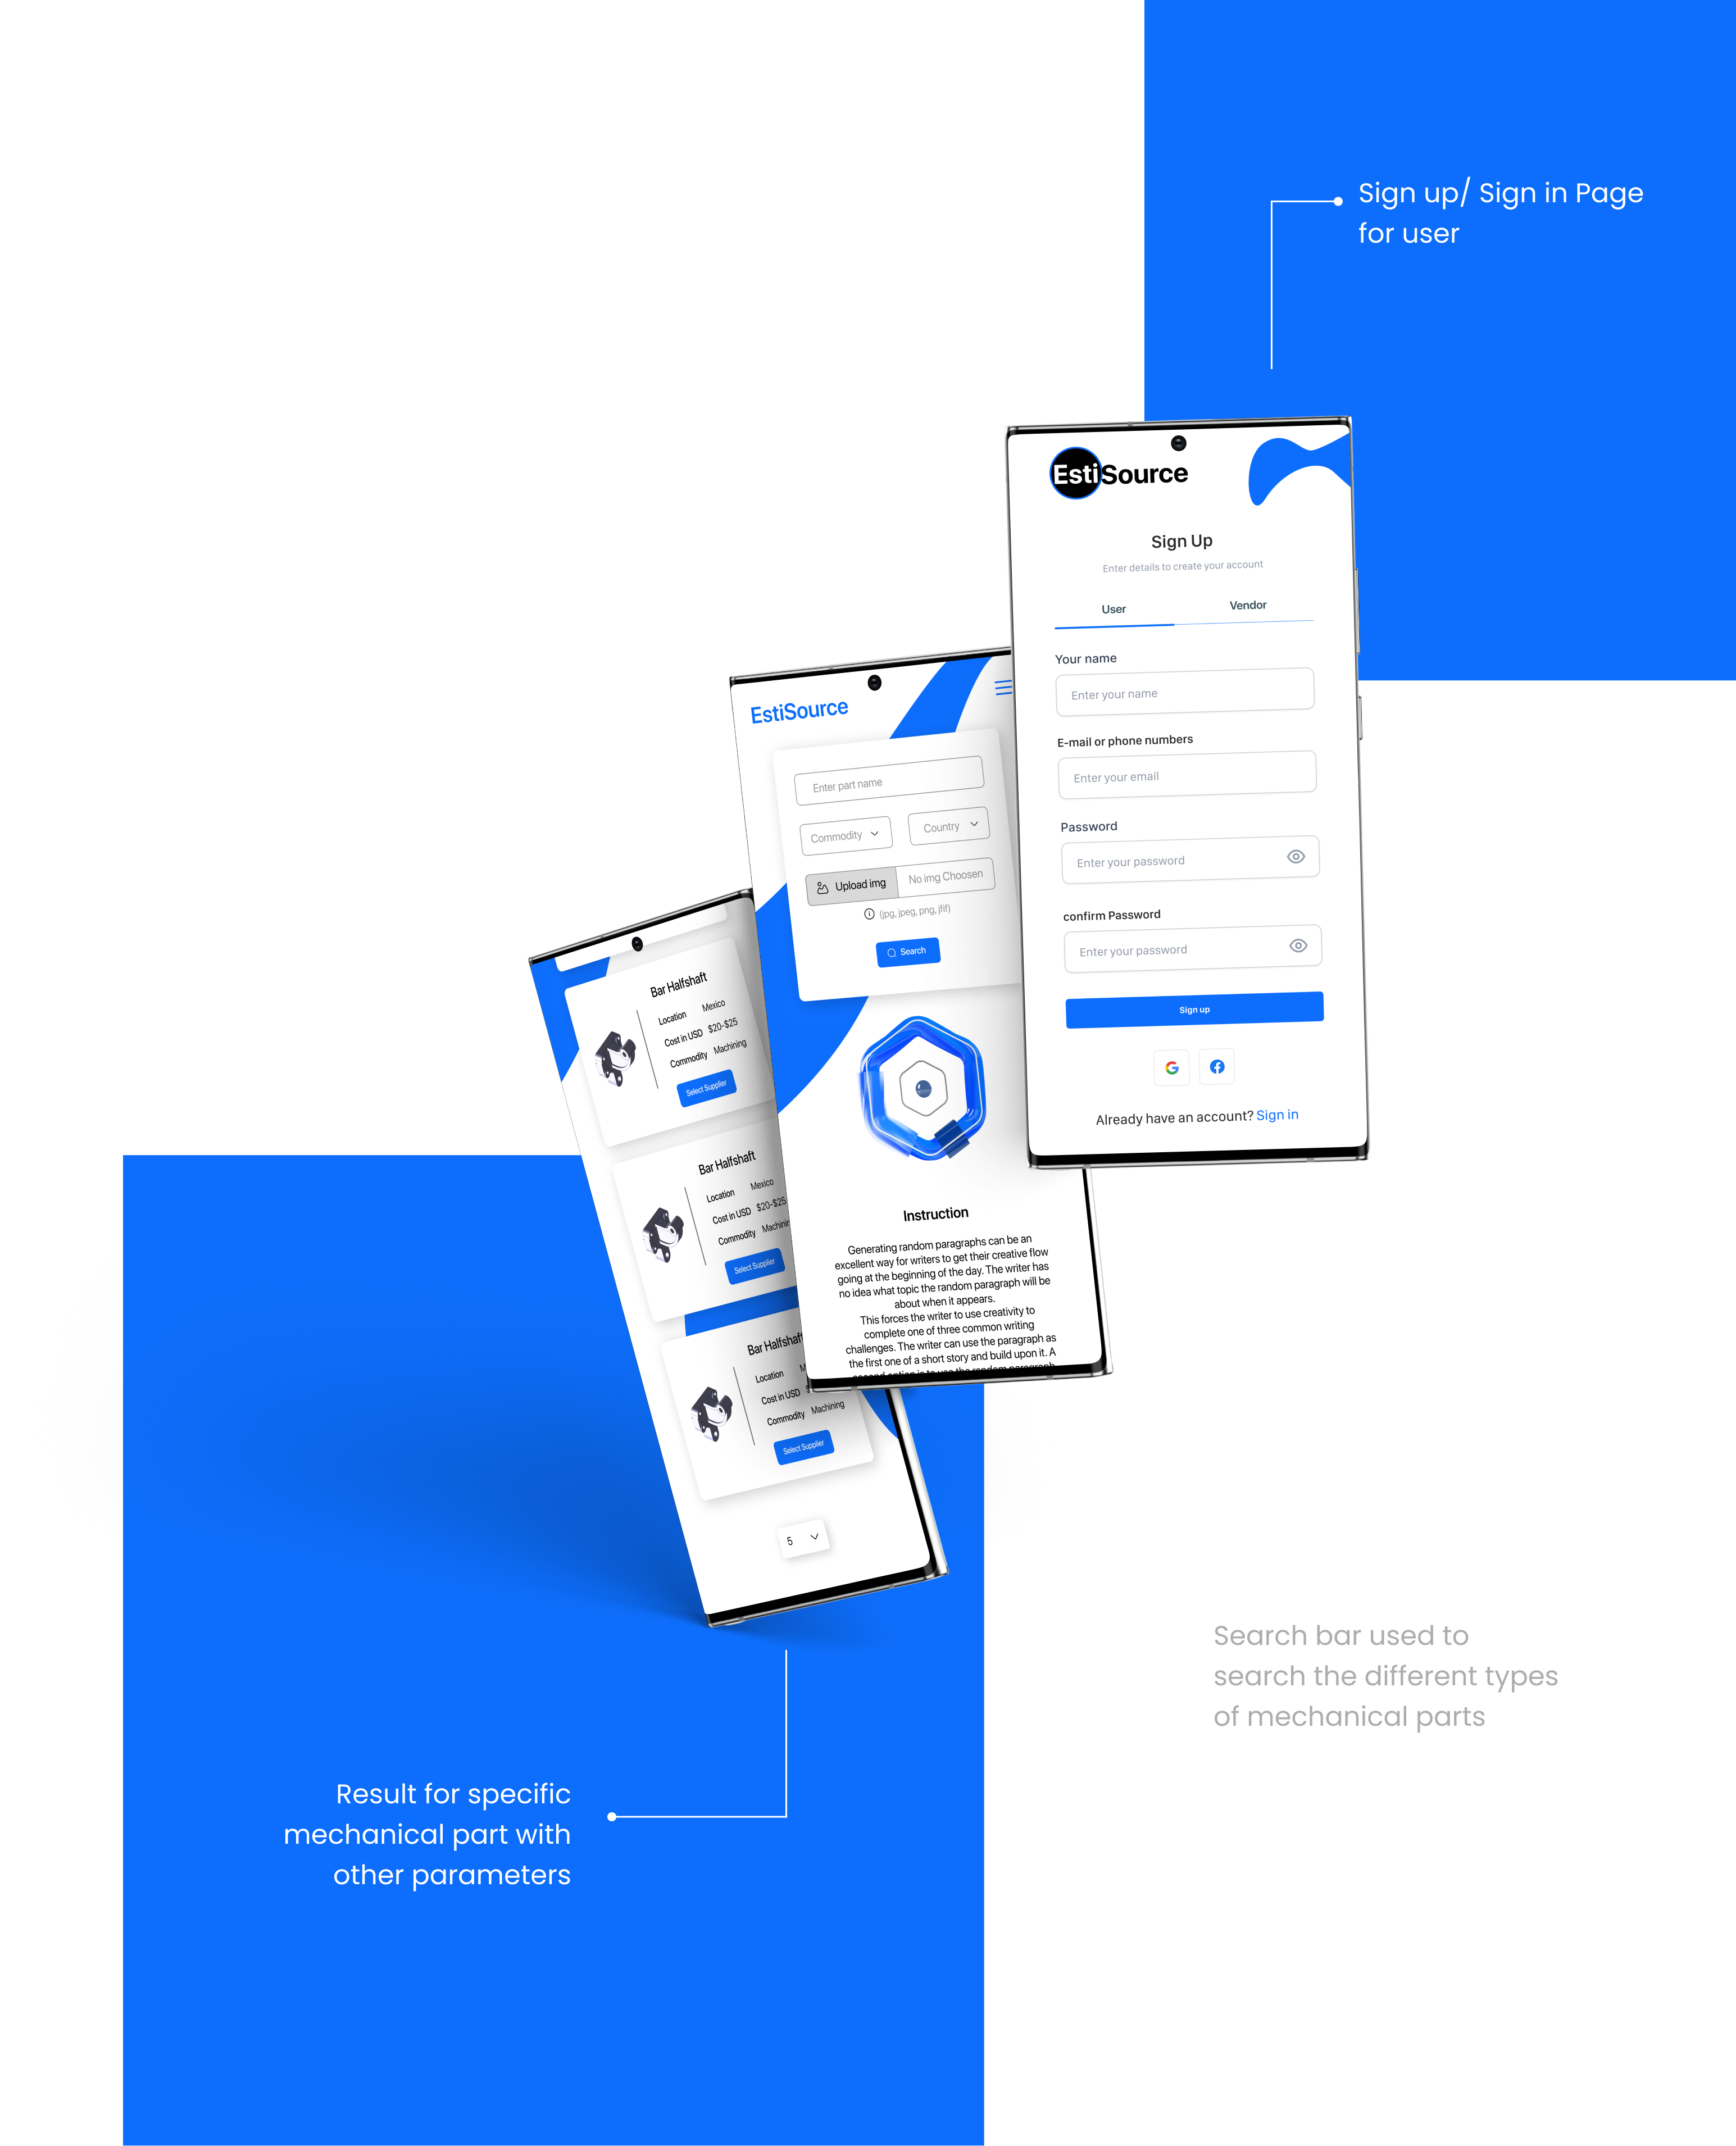 Sign up/ Sign in Page
for user
EstiSource
Sign Up
Enter details to create your account
User
Vendor
Your name
Enter your name
E-mail or phone numbers
Enter your email
Password
Enter your password
confirm Password
Enter your password
Sign up
Already have an account? Sign in
EstiSource
Enter part name
Commodity
Country
Upload img
No img Choosen
(jpg, jpeg, png, jfif)
Search
Instruction
Generating random paragraphs can be an
excellent way for writers to get their creative flow
going at the beginning of the day. The writer has
no idea what topic the random paragraph will be
about when it appears.
This forces the writer to use creativity to
complete one of three common writing
challenges. The writer can use the paragraph as
the first one of a short story and build upon it. A
second option is to use the random paragraph
Bar Halfshaft
Location Mexico
Cost in USD $20-$25
Commodity Machining
Select Supplier
Bar Halfshaft
Location Mexico
Cost in USD $20-$25
Commodity Machinin
Select Supplier
Bar Halfshaft
Location M
Cost in USD $
Commodity Machining
Select Supplier
5
Search bar used to
search the different types
of mechanical parts
Result for specific
mechanical part with
other parameters